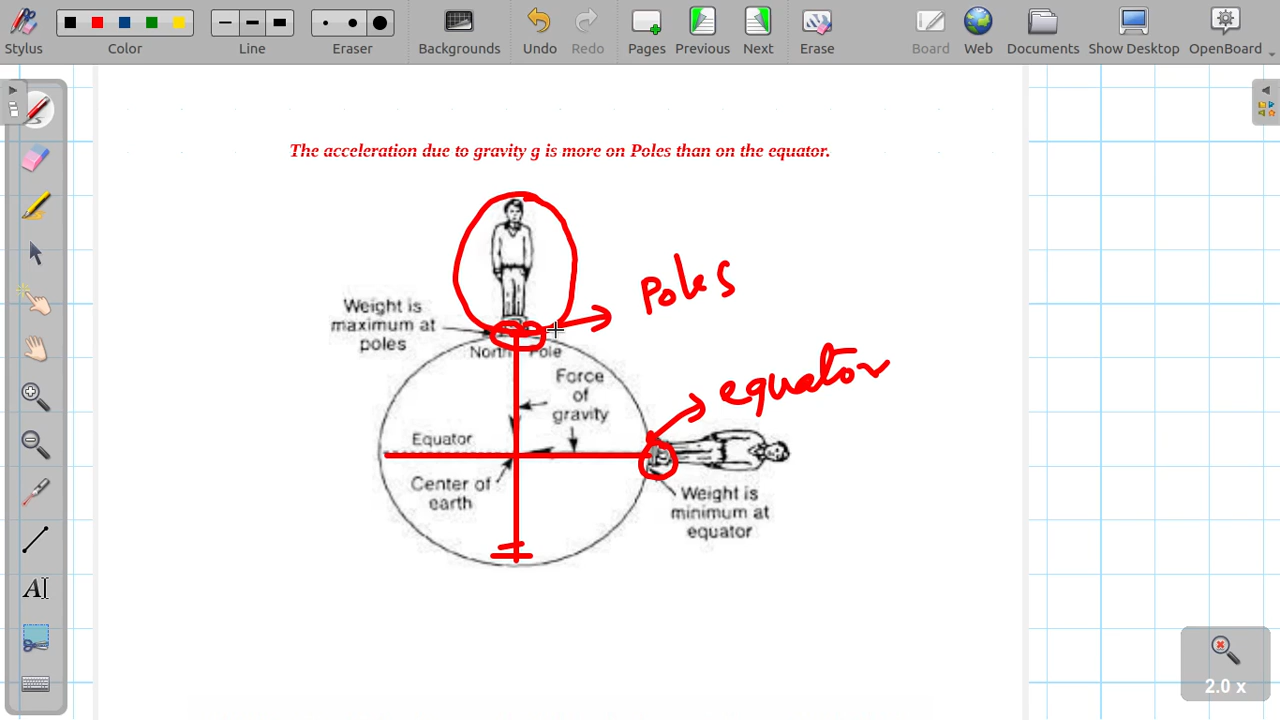 Stylus
Color
Line
Eraser
Backgrounds
Undo
Redo
Pages
Previous
Next
Erase
Board
Web
Documents
Show Desktop
OpenBoard
The acceleration due to gravity g is more on Poles than on the equator.
Poles
Weight is
maximum at
poles
North Pole
equator
Force
of
gravity
Equator
Center of
earth
Weight is
minimum at
equator
A
2.0 x